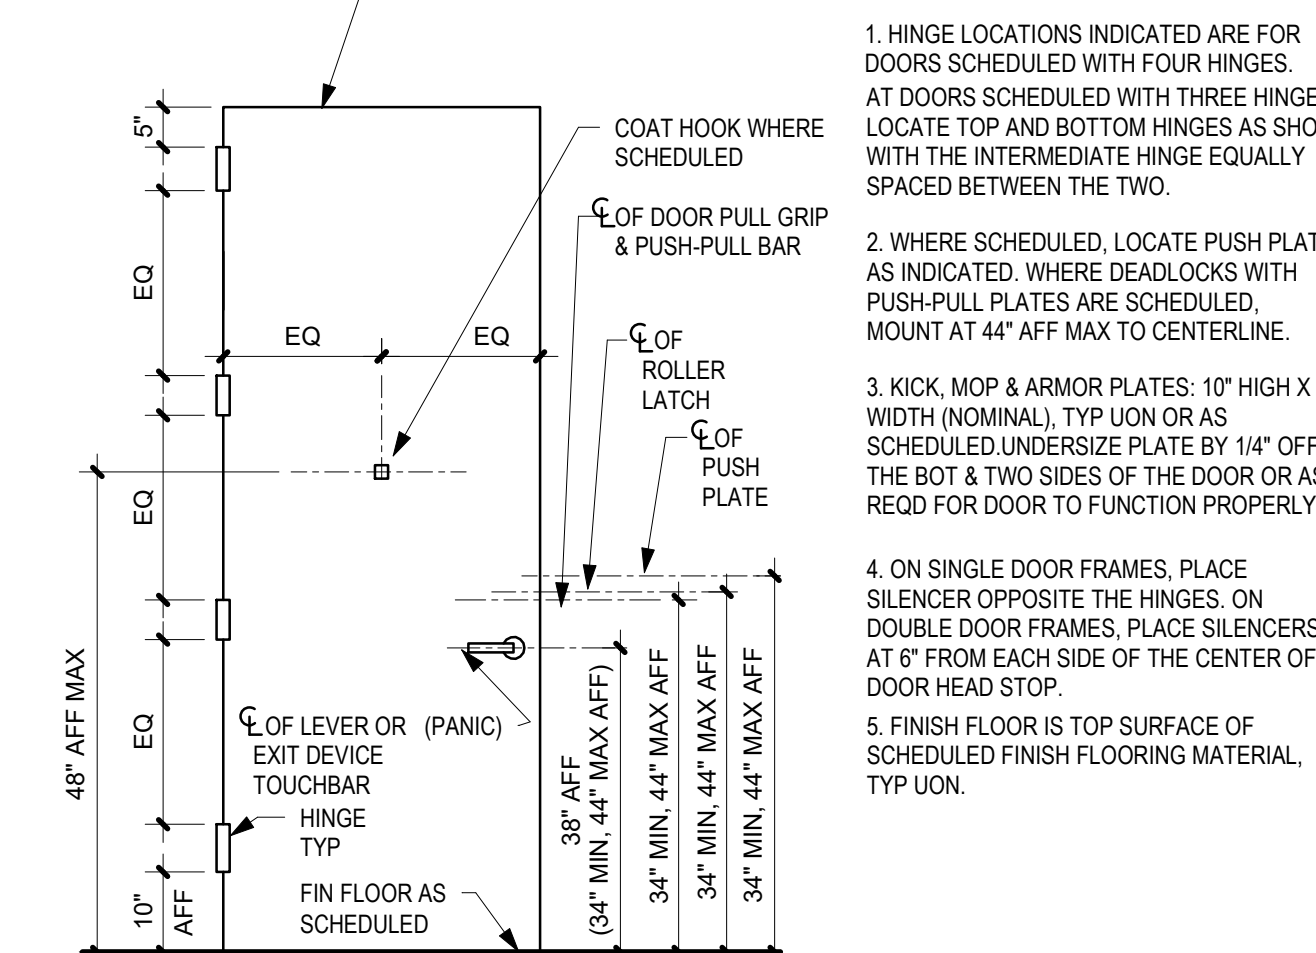 5"
EQ
EQ
EQ
10"
AFF
48" AFF MAX
EQ
EQ
COAT HOOK WHERE
SCHEDULED
℄ OF DOOR PULL GRIP
& PUSH-PULL BAR
℄ OF
ROLLER
LATCH
℄ OF
PUSH
PLATE
℄ OF LEVER OR (PANIC)
EXIT DEVICE
TOUCHBAR
HINGE
TYP
FIN FLOOR AS
SCHEDULED
38" AFF
(34" MIN, 44" MAX AFF)
34" MIN, 44" MAX AFF
34" MIN, 44" MAX AFF
34" MIN, 44" MAX AFF
1. HINGE LOCATIONS INDICATED ARE FOR
DOORS SCHEDULED WITH FOUR HINGES.
AT DOORS SCHEDULED WITH THREE HINGE
LOCATE TOP AND BOTTOM HINGES AS SHO
WITH THE INTERMEDIATE HINGE EQUALLY
SPACED BETWEEN THE TWO.
2. WHERE SCHEDULED, LOCATE PUSH PLAT
AS INDICATED. WHERE DEADLOCKS WITH
PUSH-PULL PLATES ARE SCHEDULED,
MOUNT AT 44" AFF MAX TO CENTERLINE.
3. KICK, MOP & ARMOR PLATES: 10" HIGH X
WIDTH (NOMINAL), TYP UON OR AS
SCHEDULED.UNDERSIZE PLATE BY 1/4" OFF
THE BOT & TWO SIDES OF THE DOOR OR AS
REQD FOR DOOR TO FUNCTION PROPERLY
4. ON SINGLE DOOR FRAMES, PLACE
SILENCER OPPOSITE THE HINGES. ON
DOUBLE DOOR FRAMES, PLACE SILENCERS
AT 6" FROM EACH SIDE OF THE CENTER OF
DOOR HEAD STOP.
5. FINISH FLOOR IS TOP SURFACE OF
SCHEDULED FINISH FLOORING MATERIAL,
TYP UON.